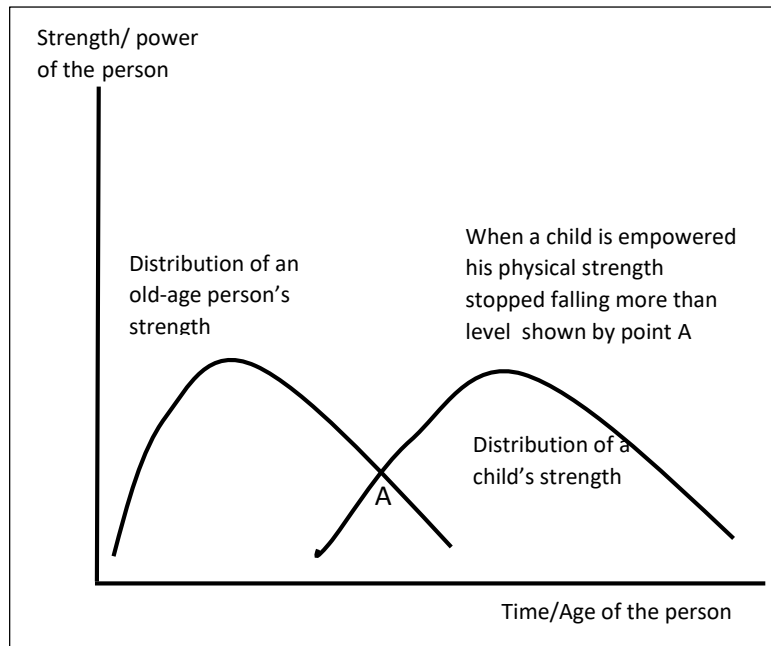 Strength/ power
of the person
Distribution of an
old-age person’s
strength
When a child is empowered
his physical strength
stopped falling more than
level shown by point A
Distribution of a
child’s strength
A
Time/Age of the person